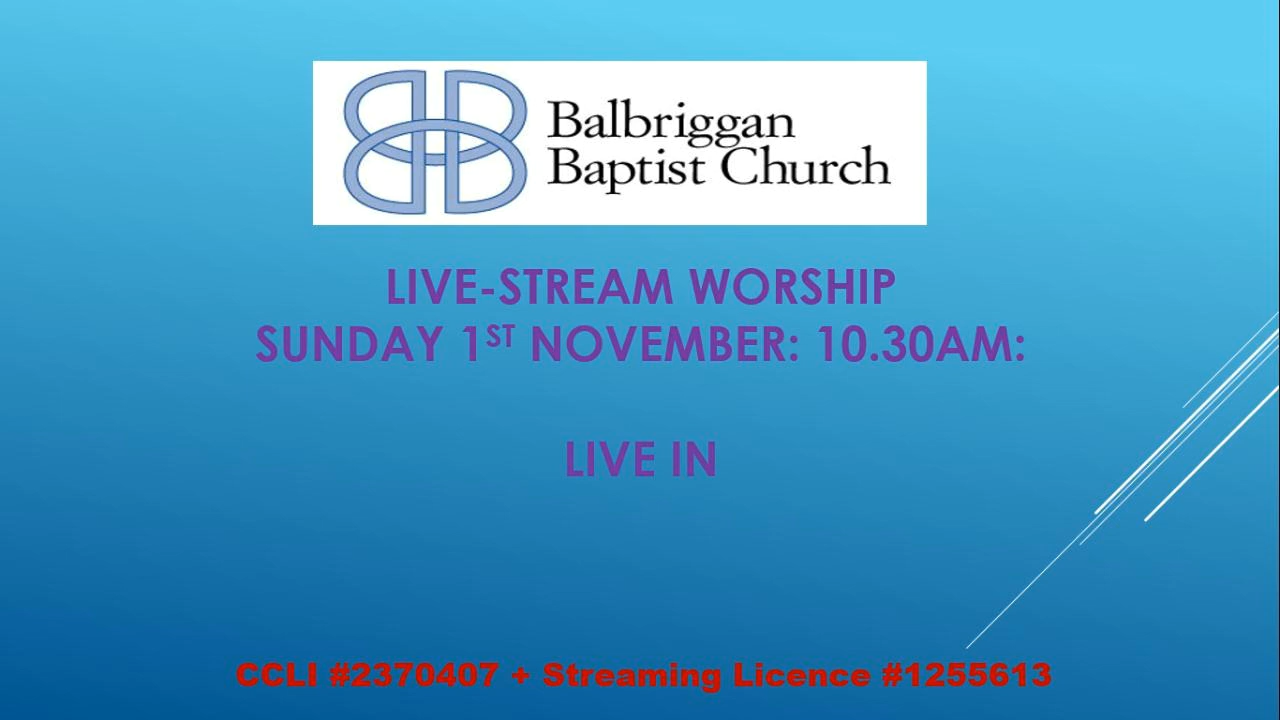 Balbriggan
Baptist Church
LIVE-STREAM WORSHIP
SUNDAY 1ST NOVEMBER: 10.30AM:
LIVE IN
CCLI #2370407 + Streaming Licence #1255613